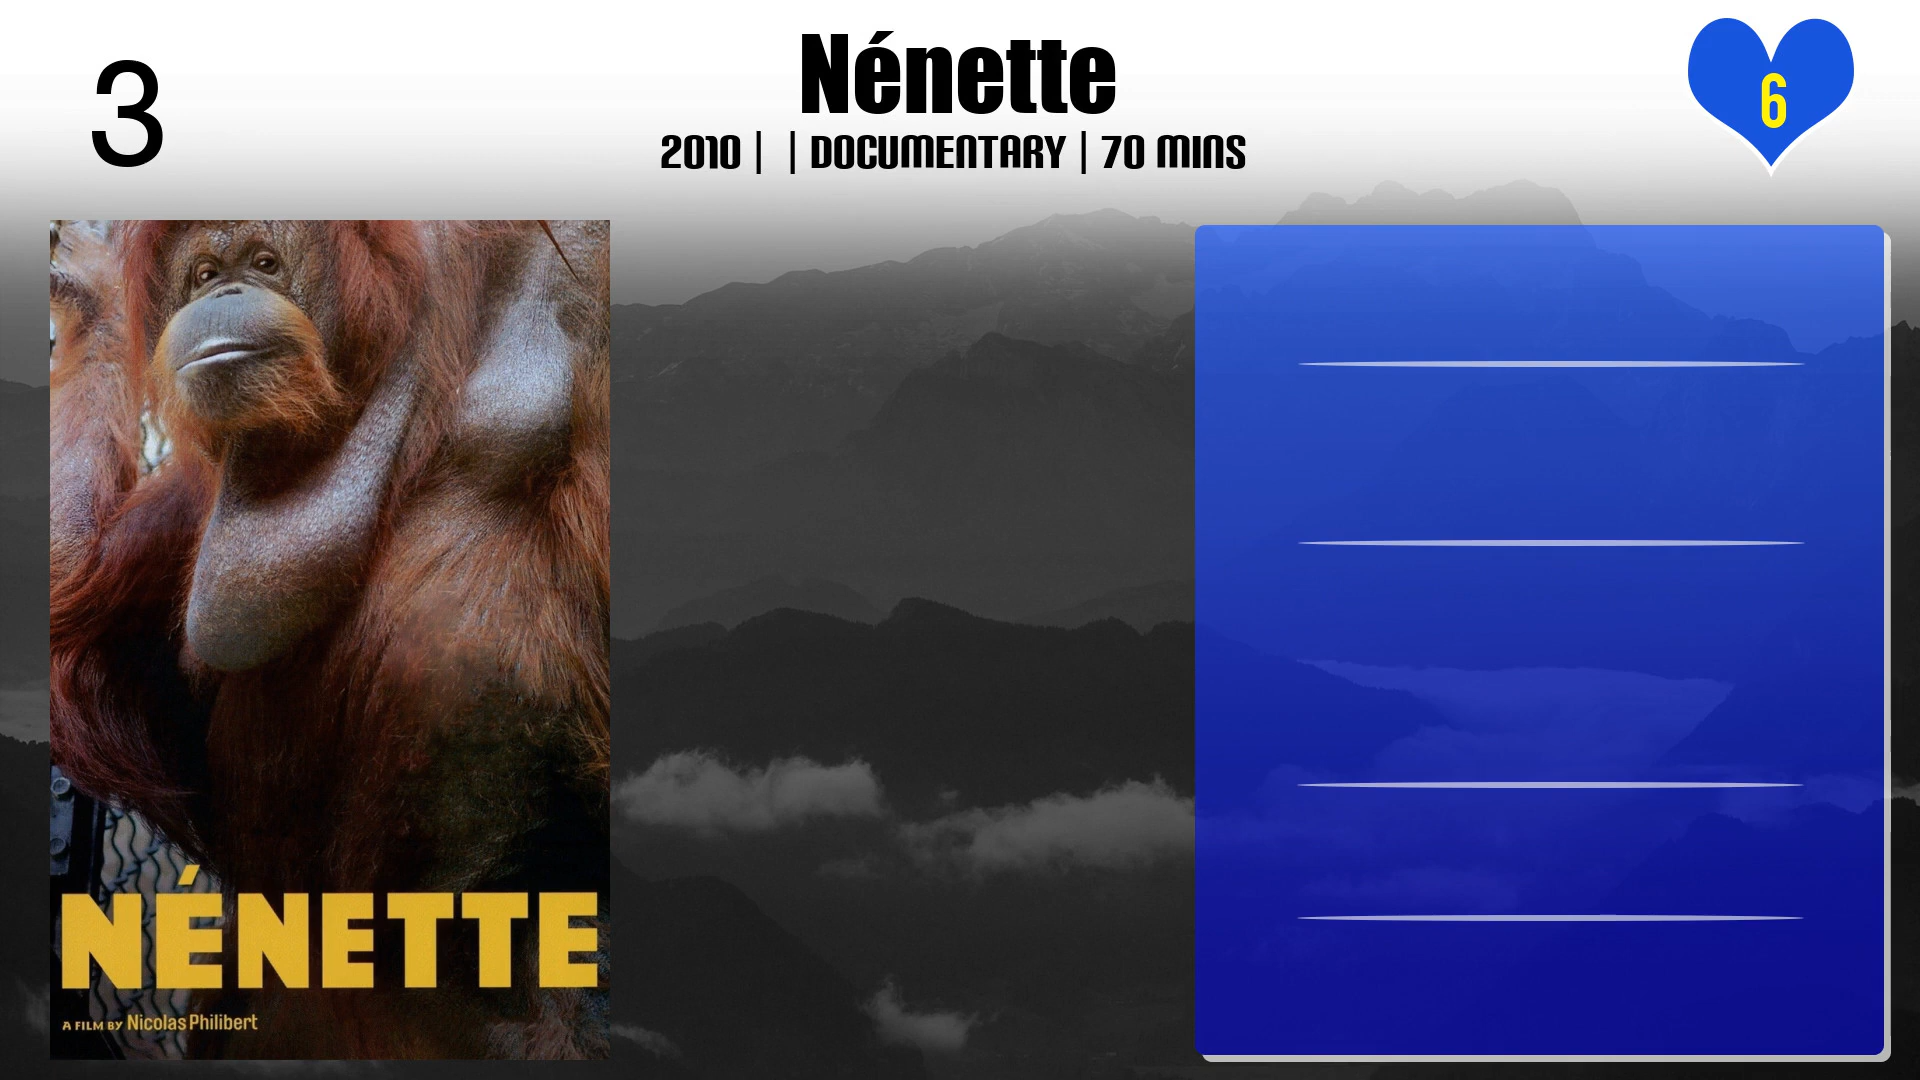 3
Nénette
2010 | | DOCUMENTARY | 70 MINS
6
NÉNETTE
A FILM BY Nicolas Philibert